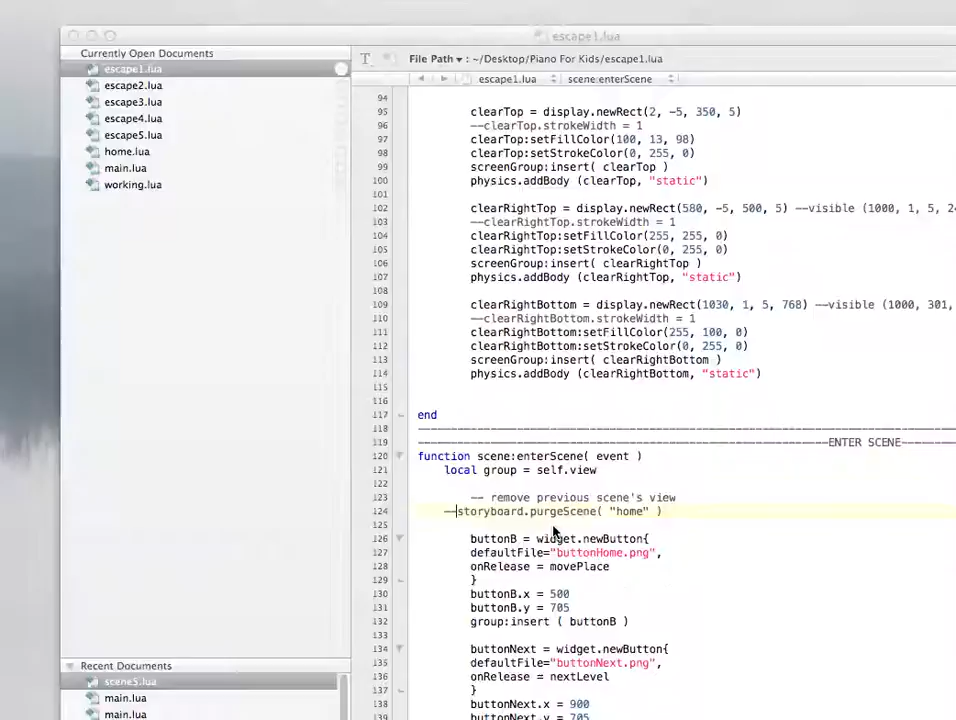 escape1.lua
Currently Open Documents
escape1.lua
escape2.lua
escape3.lua
escape4.lua
escape5.lua
home.lua
main.lua
working.lua
Recent Documents
scene5.lua
main.lua
main.lua
File Path ▾ : ~/Desktop/Piano For Kids/escape1.lua
escape1.lua scene:enterScene
94
95 clearTop = display.newRect(2, -5, 350, 5)
96 --clearTop.strokeWidth = 1
97 clearTop:setFillColor(100, 13, 98)
98 clearTop:setStrokeColor(0, 255, 0)
99 screenGroup:insert( clearTop )
100 physics.addBody (clearTop, "static")
101
102 clearRightTop = display.newRect(580, -5, 500, 5) --visible (1000, 1, 5, 24
103 --clearRightTop.strokeWidth = 1
104 clearRightTop:setFillColor(255, 255, 0)
105 clearRightTop:setStrokeColor(0, 255, 0)
106 screenGroup:insert( clearRightTop )
107 physics.addBody (clearRightTop, "static")
108
109 clearRightBottom = display.newRect(1030, 1, 5, 768) --visible (1000, 301,
110 --clearRightBottom.strokeWidth = 1
111 clearRightBottom:setFillColor(255, 100, 0)
112 clearRightBottom:setStrokeColor(0, 255, 0)
113 screenGroup:insert( clearRightBottom )
114 physics.addBody (clearRightBottom, "static")
115
116
117 end
118
119 ENTER SCENE
120 function scene:enterScene( event )
121 local group = self.view
122
123 -- remove previous scene's view
124 --storyboard.purgeScene( "home" )
125
126 buttonB = widget.newButton{
127 defaultFile="buttonHome.png",
128 onRelease = movePlace
129 }
130 buttonB.x = 500
131 buttonB.y = 705
132 group:insert ( buttonB )
133
134 buttonNext = widget.newButton{
135 defaultFile="buttonNext.png",
136 onRelease = nextLevel
137 }
138 buttonNext.x = 900
139 buttonNext.y = 705